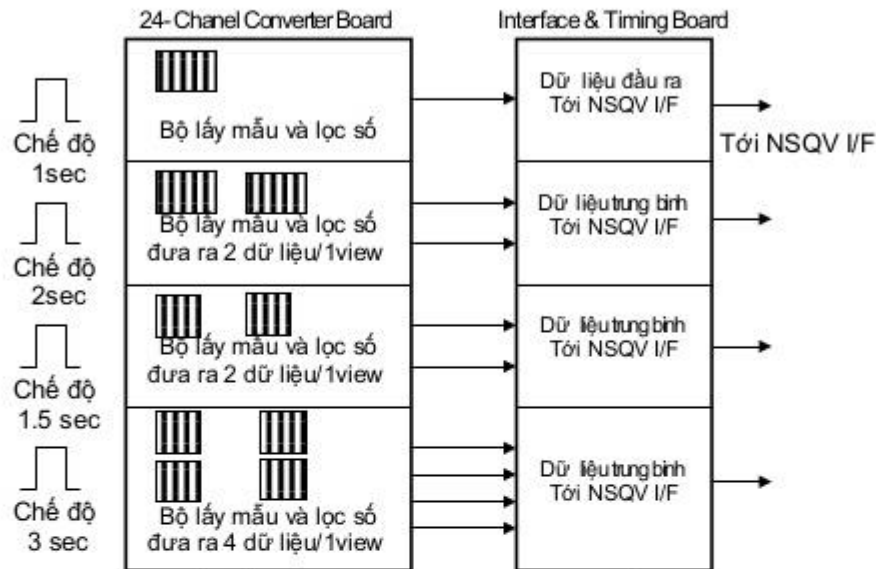 24- Chanel Converter Board
Interface & Timing Board
Chế độ
1sec
Bộ lấy mẫu và lọc số
Dữ liệu đầu ra
Tới NSQV I/F
Tới NSQV I/F
Chế độ
2sec
Bộ lấy mẫu và lọc số
đưa ra 2 dữ liệu/1view
Dữ liệu trung bình
Tới NSQV I/F
Chế độ
1.5 sec
Bộ lấy mẫu và lọc số
đưa ra 2 dữ liệu/1view
Dữ liệu trung bình
Tới NSQV I/F
Chế độ
3 sec
Bộ lấy mẫu và lọc số
đưa ra 4 dữ liệu/1view
Dữ liệu trung bình
Tới NSQV I/F